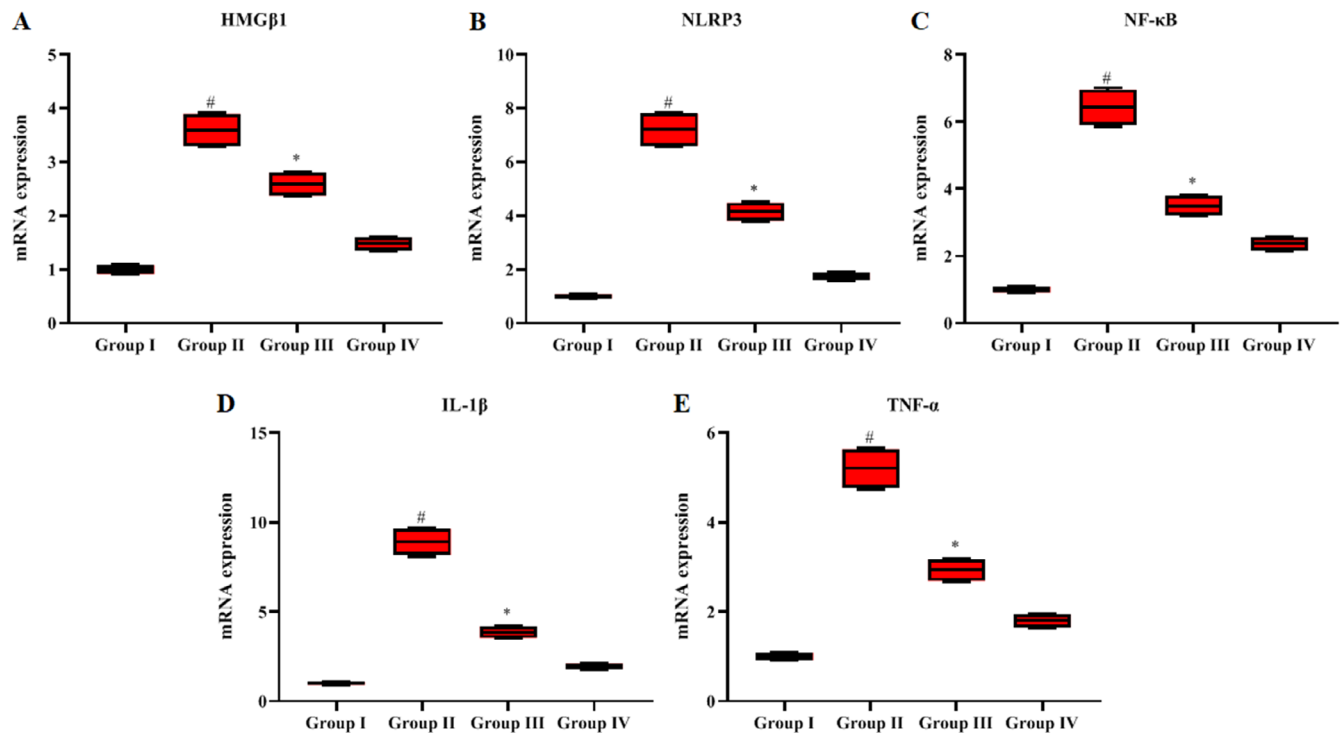 A
HMGβ1
mRNA expression
5
4
3
2
1
0
#
*
Group I Group II Group III Group IV
B
NLRP3
mRNA expression
10
8
6
4
2
0
#
*
Group I Group II Group III Group IV
C
NF-κB
mRNA expression
8
6
4
2
0
#
*
Group I Group II Group III Group IV
D
IL-1β
mRNA expression
15
10
5
0
#
*
Group I Group II Group III Group IV
E
TNF-α
mRNA expression
6
4
2
0
#
*
Group I Group II Group III Group IV